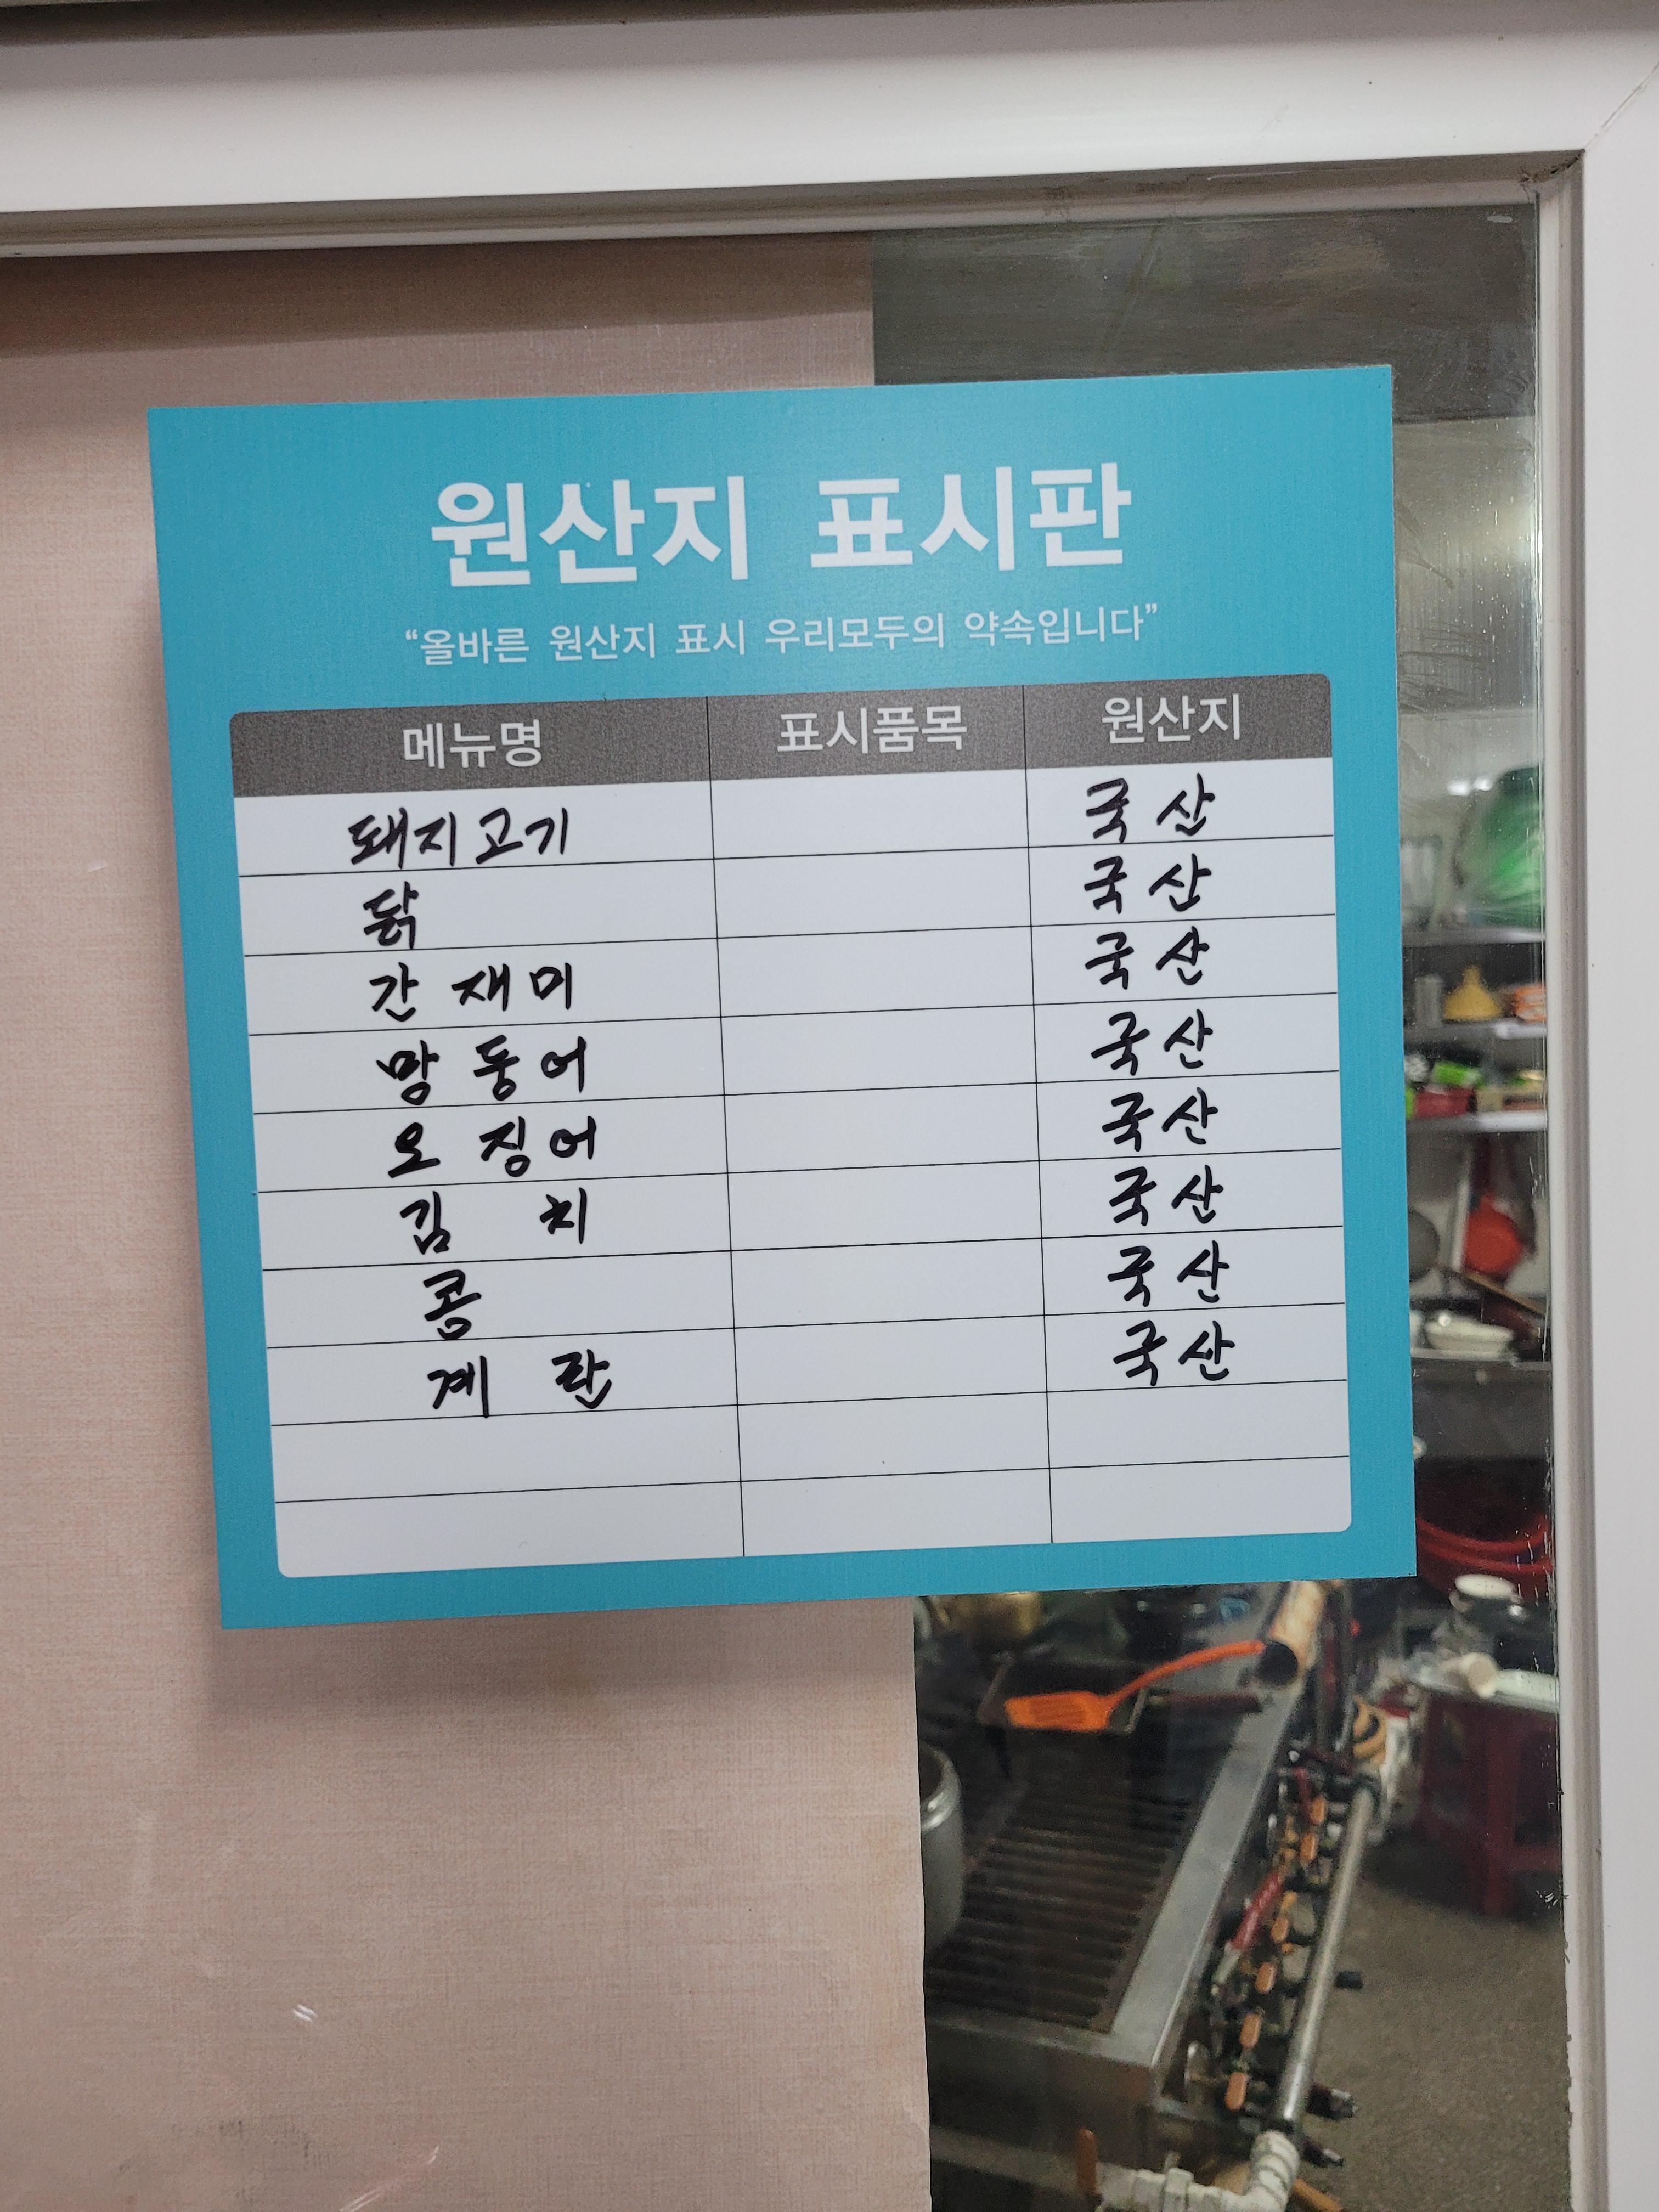 원산지 표시판
“올바른 원산지 표시 우리모두의 약속입니다”
메뉴명 표시품목 원산지
돼지고기 국산
닭 국산
간재미 국산
망둥어 국산
오징어 국산
김치 국산
콩 국산
계란 국산